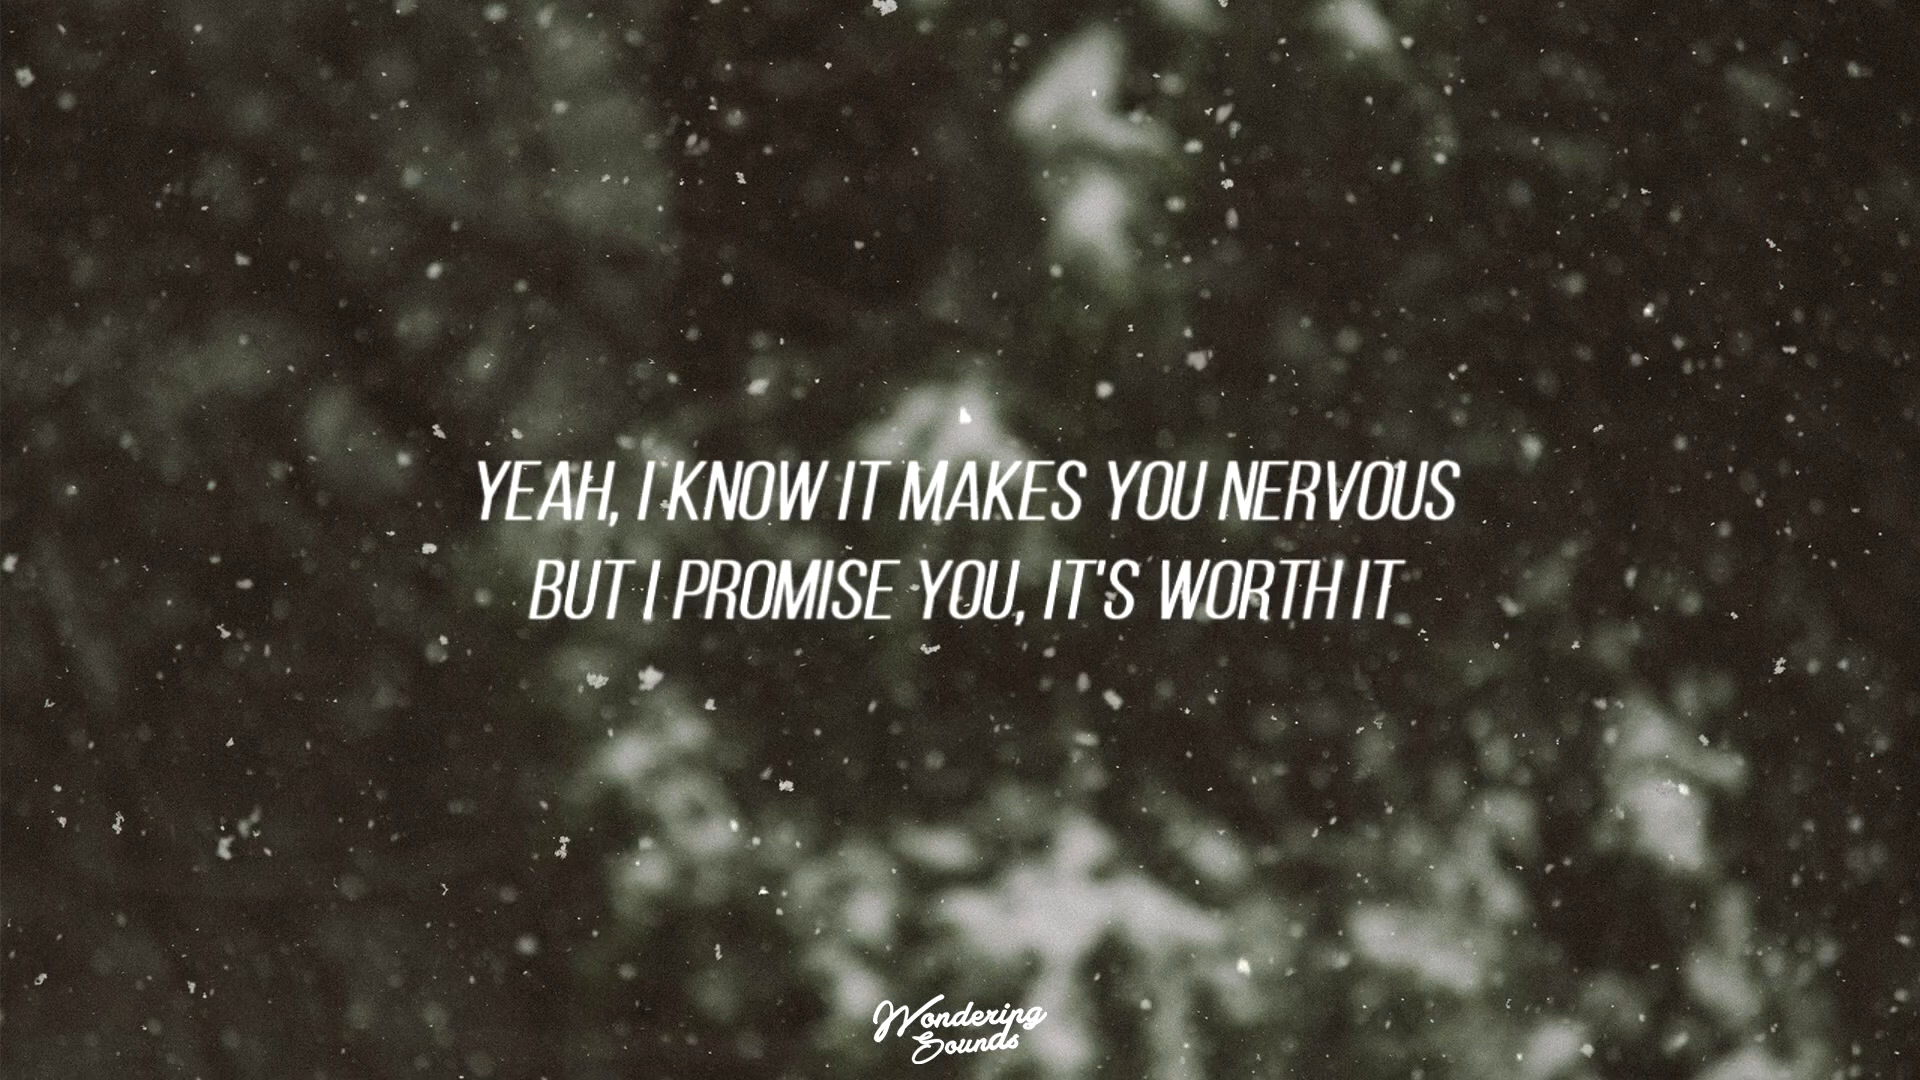 YEAH, I KNOW IT MAKES YOU NERVOUS
BUT I PROMISE YOU, IT'S WORTH IT
Wondering
Sounds